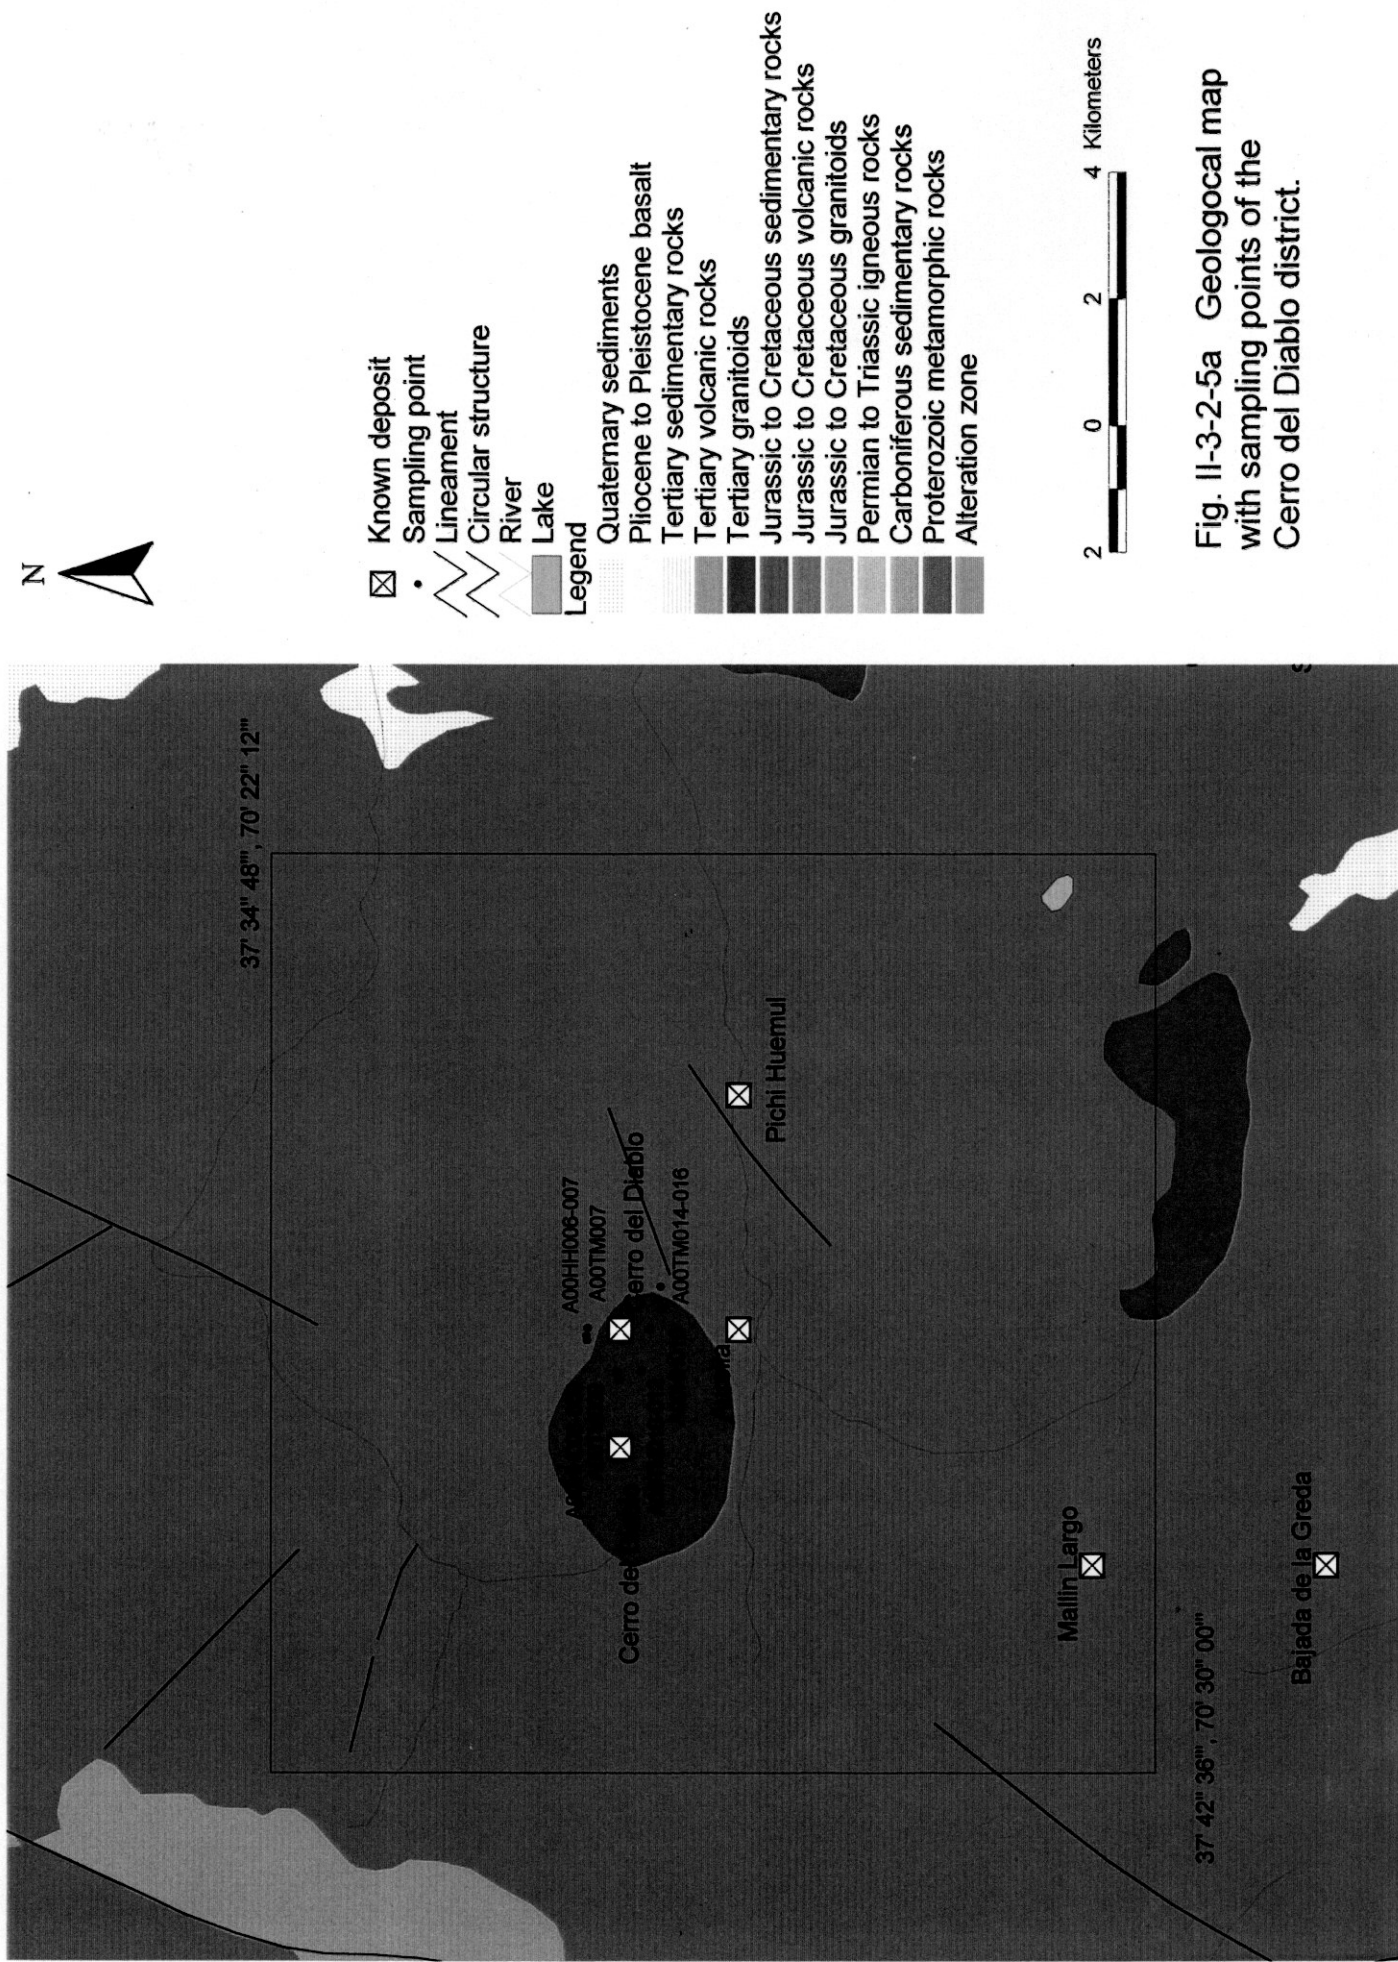 N
Known deposit
Sampling point
Lineament
Circular structure
River
Lake
Legend
Quaternary sediments
Pliocene to Pleistocene basalt
Tertiary sedimentary rocks
Tertiary volcanic rocks
Tertiary granitoids
Jurassic to Cretaceous sedimentary rocks
Jurassic to Cretaceous volcanic rocks
Jurassic to Cretaceous granitoids
Permian to Triassic igneous rocks
Carboniferous sedimentary rocks
Proterozoic metamorphic rocks
Alteration zone
2 0 2 4 Kilometers
Fig. II-3-2-5a Geologocal map
with sampling points of the
Cerro del Diablo district.
37' 34" 48"', 70' 22" 12"'
A00HH006-007
A00TM007
erro del Diablo
A00TM014-016
Pichi Huemul
Cerro de
Mallin Largo
37' 42" 36"', 70' 30" 00"'
Bajada de la Greda